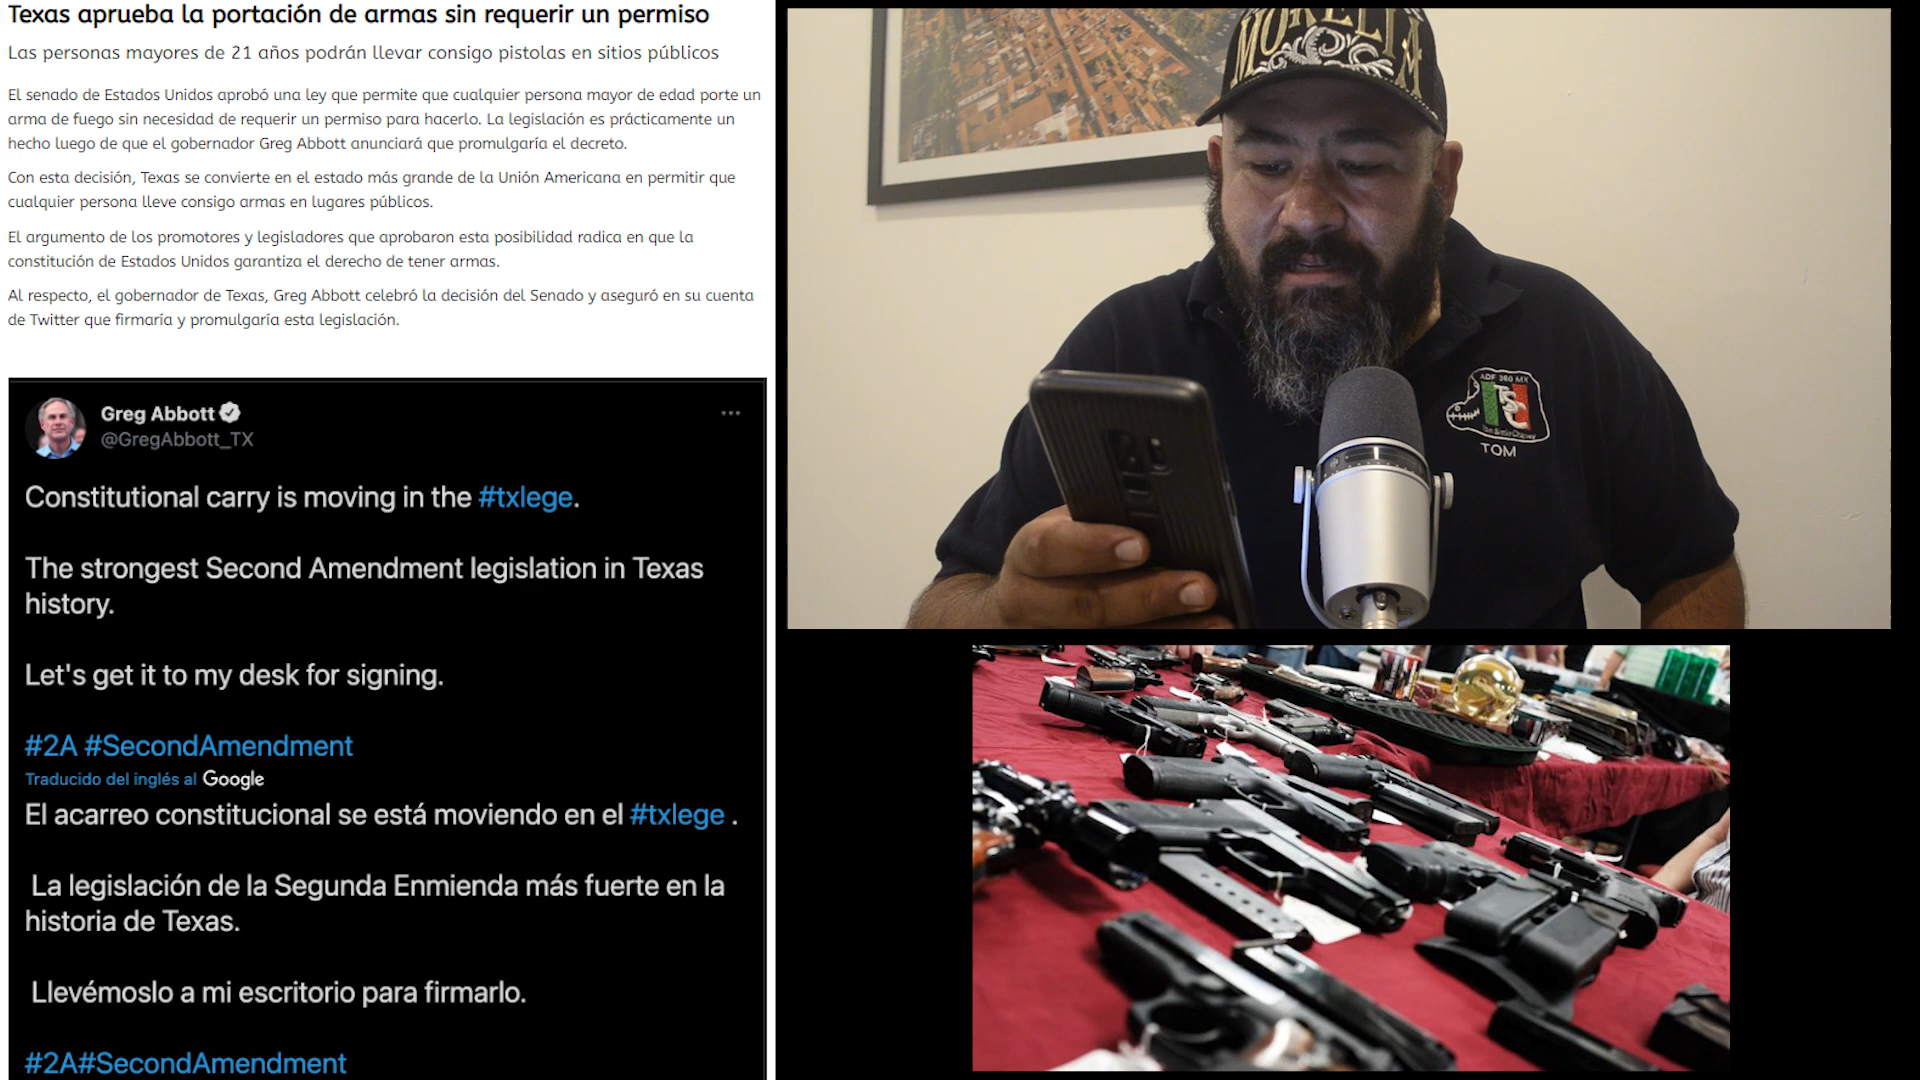 Texas aprueba la portación de armas sin requerir un permiso
Las personas mayores de 21 años podrán llevar consigo pistolas en sitios públicos
El senado de Estados Unidos aprobó una ley que permite que cualquier persona mayor de edad porte un
arma de fuego sin necesidad de requerir un permiso para hacerlo. La legislación es prácticamente un
hecho luego de que el gobernador Greg Abbott anunciará que promulgaría el decreto.
Con esta decisión, Texas se convierte en el estado más grande de la Unión Americana en permitir que
cualquier persona lleve consigo armas en lugares públicos.
El argumento de los promotores y legisladores que aprobaron esta posibilidad radica en que la
constitución de Estados Unidos garantiza el derecho de tener armas.
Al respecto, el gobernador de Texas, Greg Abbott celebró la decisión del Senado y aseguró en su cuenta
de Twitter que firmaría y promulgaría esta legislación.
Greg Abbott
@GregAbbott_TX
Constitutional carry is moving in the #txlege.
The strongest Second Amendment legislation in Texas
history.
Let's get it to my desk for signing.
#2A #SecondAmendment
Traducido del inglés al Google
El acarreo constitucional se está moviendo en el #txlege .
La legislación de la Segunda Enmienda más fuerte en la
historia de Texas.
Llevémoslo a mi escritorio para firmarlo.
#2A#SecondAmendment
MORELIA
ADF 360 MX
TSC
TOM